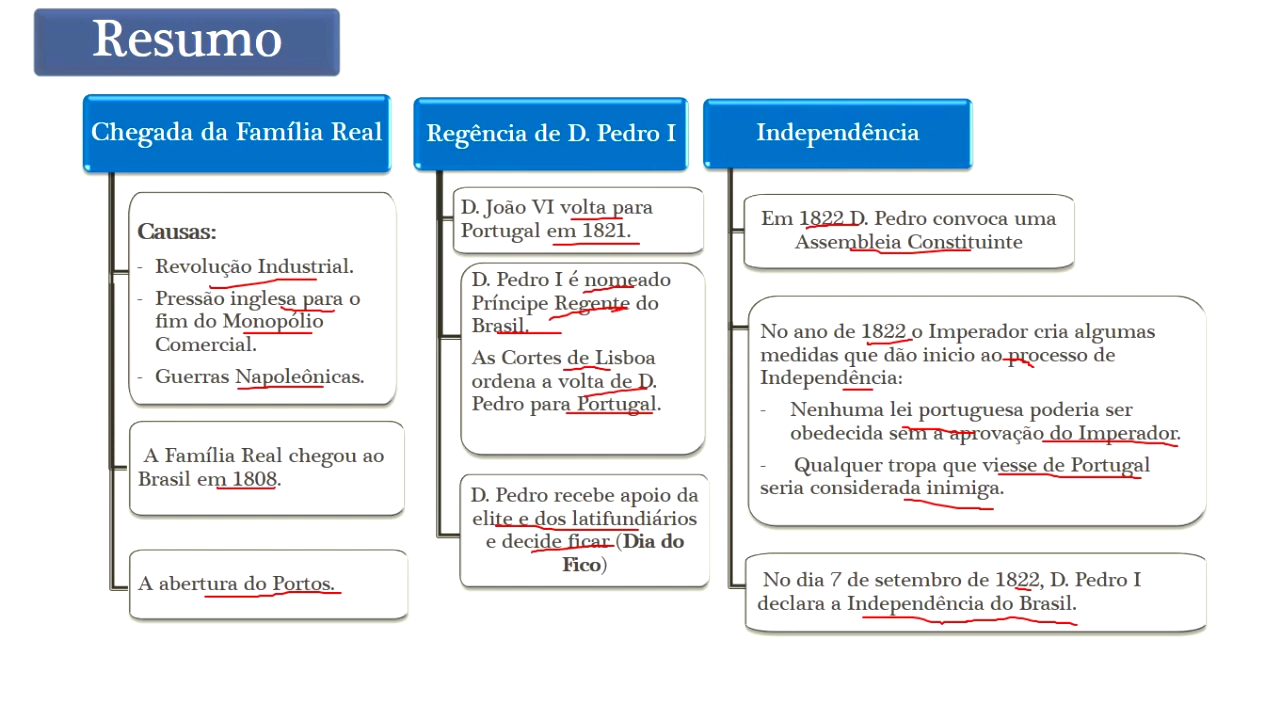 Resumo
Chegada da Família Real
Causas:
- Revolução Industrial.
- Pressão inglesa para o
fim do Monopólio
Comercial.
- Guerras Napoleônicas.
A Família Real chegou ao
Brasil em 1808.
A abertura do Portos.
Regência de D. Pedro I
D. João VI volta para
Portugal em 1821.
D. Pedro I é nomeado
Príncipe Regente do
Brasil.
As Cortes de Lisboa
ordena a volta de D.
Pedro para Portugal.
D. Pedro recebe apoio da
elite e dos latifundiários
e decide ficar (Dia do
Fico)
Independência
Em 1822 D. Pedro convoca uma
Assembleia Constituinte
No ano de 1822 o Imperador cria algumas
medidas que dão inicio ao processo de
Independência:
- Nenhuma lei portuguesa poderia ser
obedecida sem a aprovação do Imperador.
- Qualquer tropa que viesse de Portugal
seria considerada inimiga.
No dia 7 de setembro de 1822, D. Pedro I
declara a Independência do Brasil.